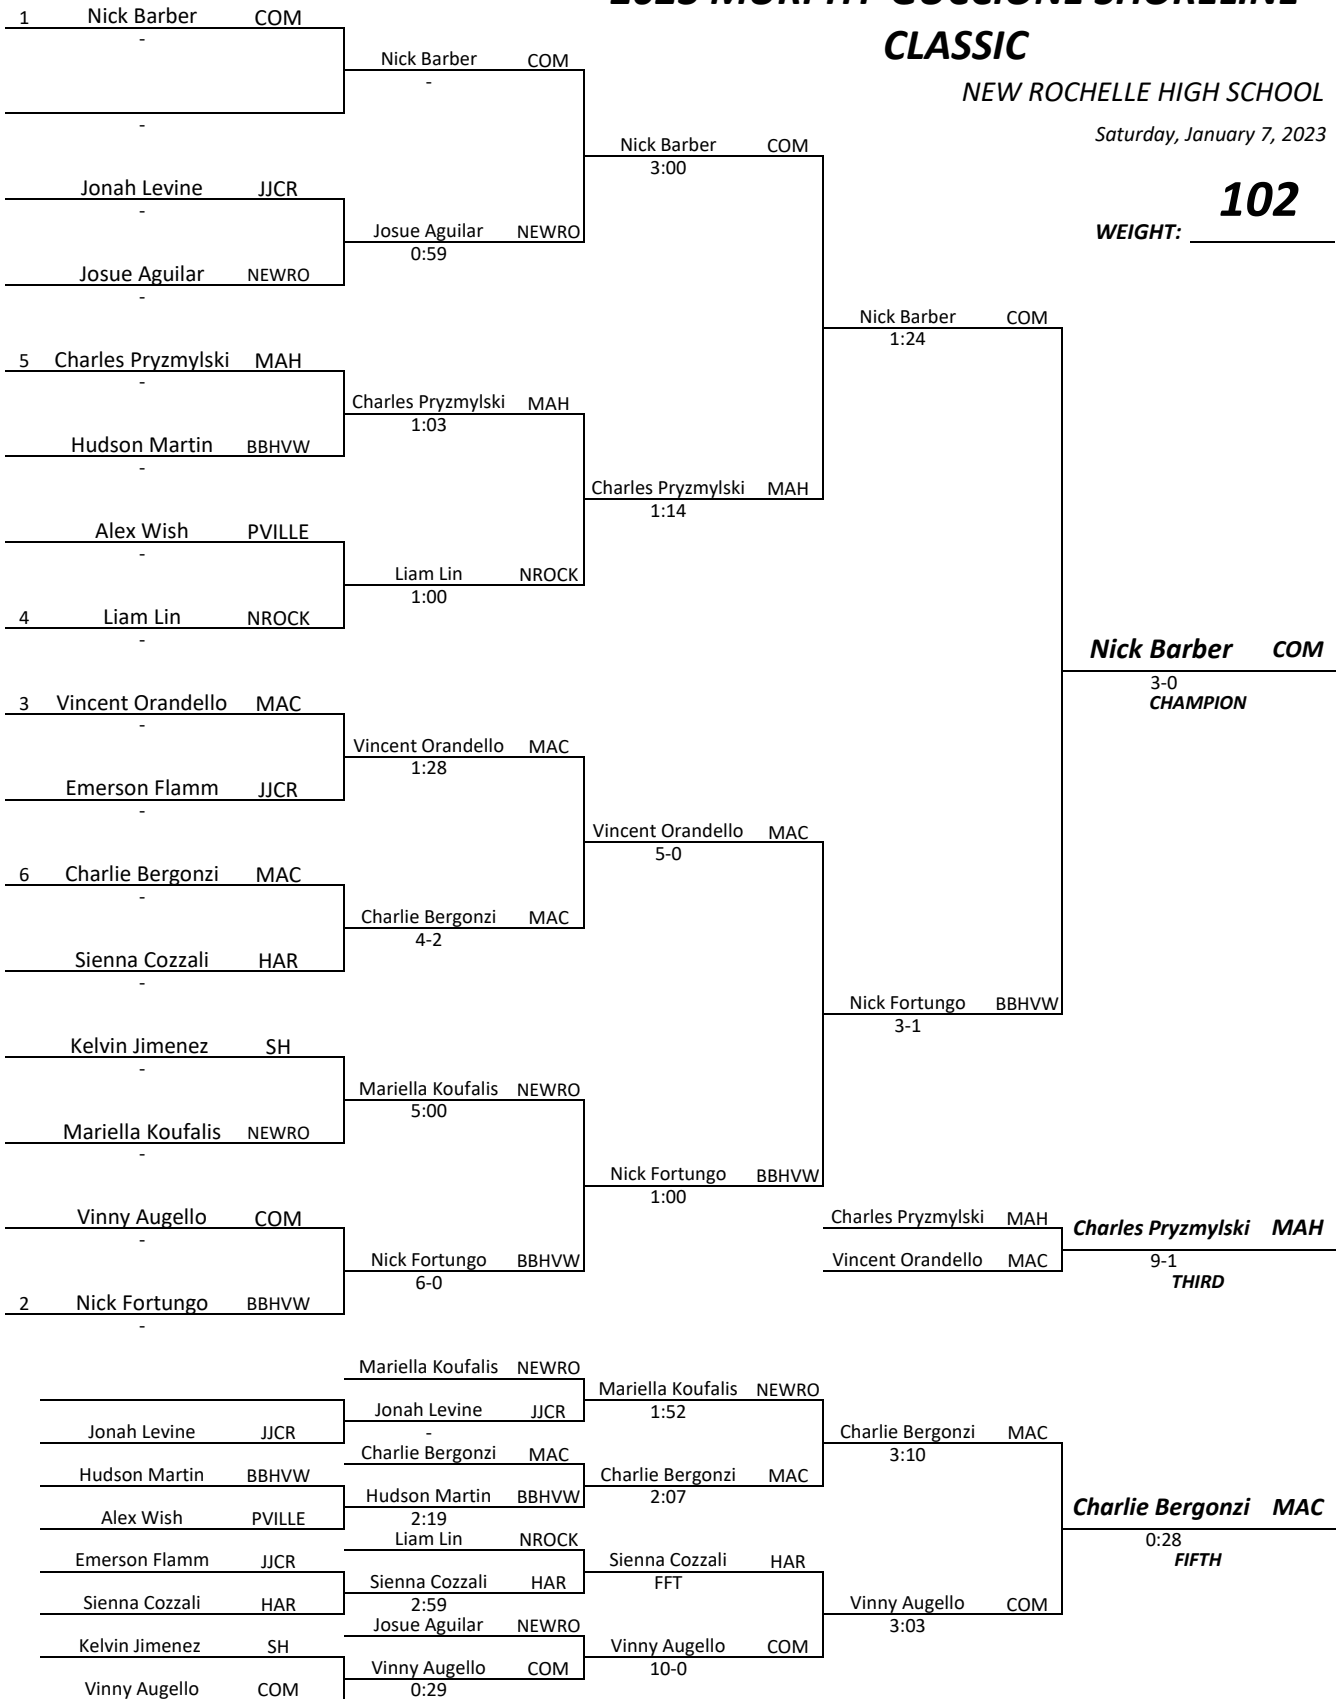 CLASSIC
NEW ROCHELLE HIGH SCHOOL
Saturday, January 7, 2023
102
WEIGHT:
1 Nick Barber COM
-
-
Jonah Levine JJCR
-
Josue Aguilar NEWRO
-
5 Charles Pryzmylski MAH
-
Hudson Martin BBHVW
-
Alex Wish PVILLE
-
4 Liam Lin NROCK
-
3 Vincent Orandello MAC
-
Emerson Flamm JJCR
-
6 Charlie Bergonzi MAC
-
Sienna Cozzali HAR
-
Kelvin Jimenez SH
-
Mariella Koufalis NEWRO
-
Vinny Augello COM
-
2 Nick Fortungo BBHVW
-
Nick Barber COM
-
Josue Aguilar NEWRO
0:59
Charles Pryzmylski MAH
1:03
Liam Lin NROCK
1:00
Vincent Orandello MAC
1:28
Charlie Bergonzi MAC
4-2
Mariella Koufalis NEWRO
5:00
Nick Fortungo BBHVW
6-0
Nick Barber COM
3:00
Charles Pryzmylski MAH
1:14
Vincent Orandello MAC
5-0
Nick Fortungo BBHVW
1:00
Nick Barber COM
1:24
Nick Fortungo BBHVW
3-1
Nick Barber COM
3-0
CHAMPION
Charles Pryzmylski MAH
Vincent Orandello MAC
Charles Pryzmylski MAH
9-1
THIRD
Jonah Levine JJCR
Hudson Martin BBHVW
Alex Wish PVILLE
Emerson Flamm JJCR
Sienna Cozzali HAR
Kelvin Jimenez SH
Vinny Augello COM
Mariella Koufalis NEWRO
Jonah Levine JJCR
-
Charlie Bergonzi MAC
Hudson Martin BBHVW
2:19
Liam Lin NROCK
Sienna Cozzali HAR
2:59
Josue Aguilar NEWRO
Vinny Augello COM
0:29
Mariella Koufalis NEWRO
1:52
Charlie Bergonzi MAC
2:07
Sienna Cozzali HAR
FFT
Vinny Augello COM
10-0
Charlie Bergonzi MAC
3:10
Vinny Augello COM
3:03
Charlie Bergonzi MAC
0:28
FIFTH